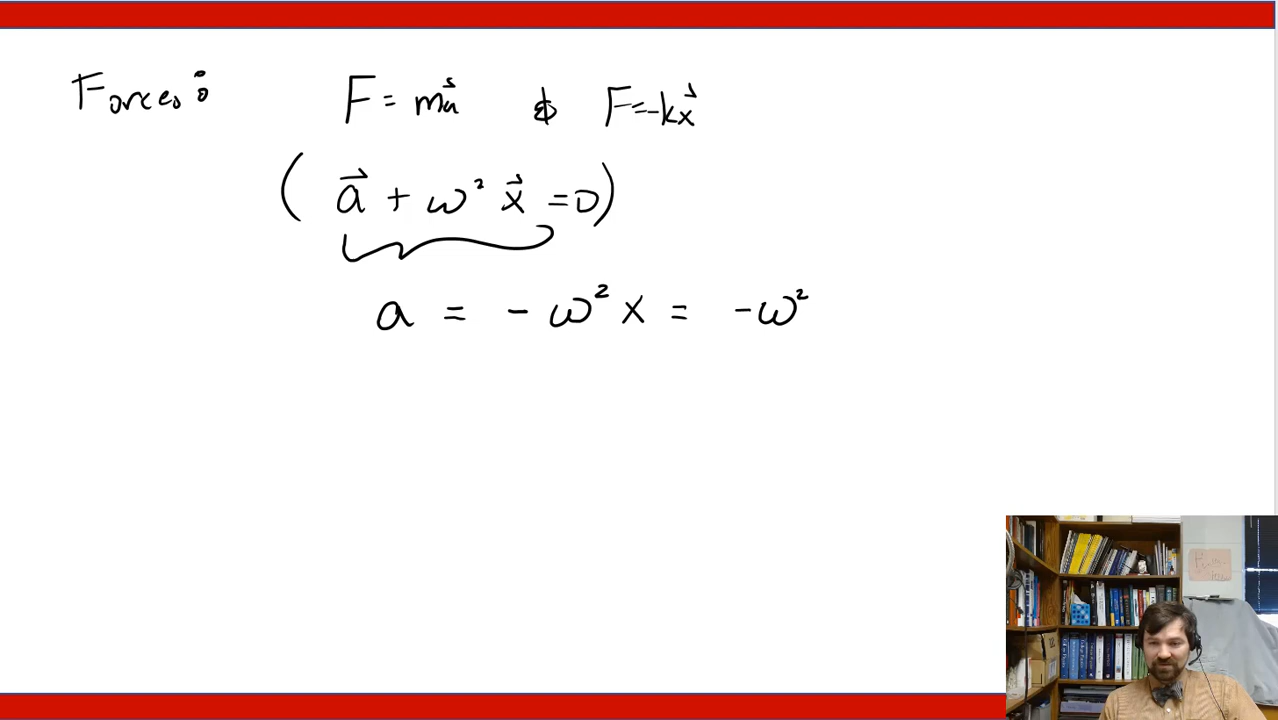 Forces: F = ma⃗ & F = -kx⃗
( a⃗ + ω² x⃗ = 0 )
a = - ω² x = - ω²